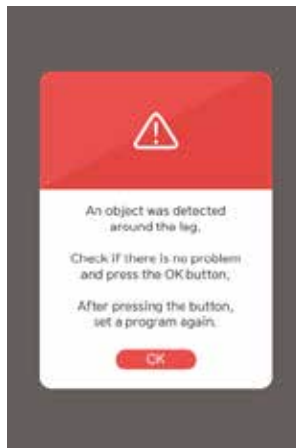 An object was detected
around the leg.
Check if there is no problem
and press the OK button,
After pressing the button,
set a program again.
OK